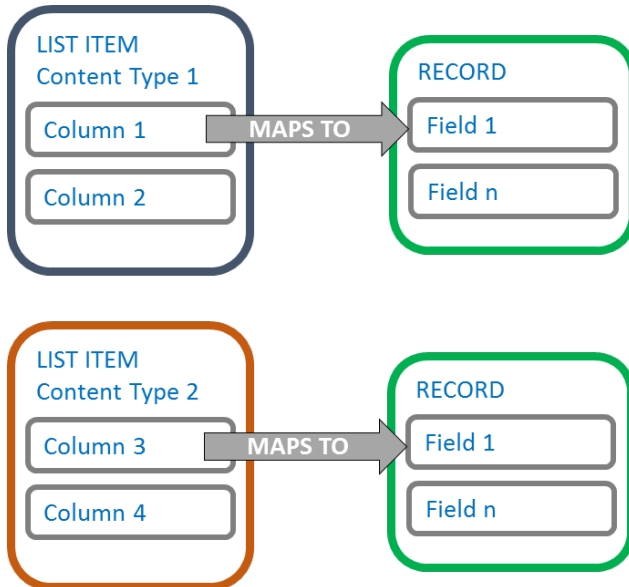 LIST ITEM
Content Type 1
Column 1
Column 2
MAPS TO
RECORD
Field 1
Field n
LIST ITEM
Content Type 2
Column 3
Column 4
MAPS TO
RECORD
Field 1
Field n